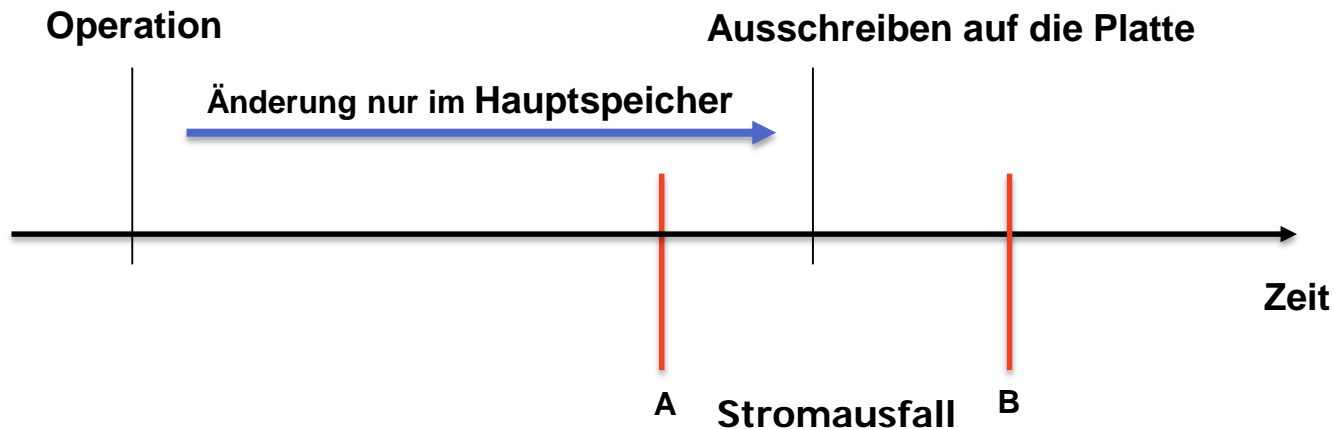 Operation
Ausschreiben auf die Platte
Änderung nur im Hauptspeicher
Zeit
A Stromausfall B